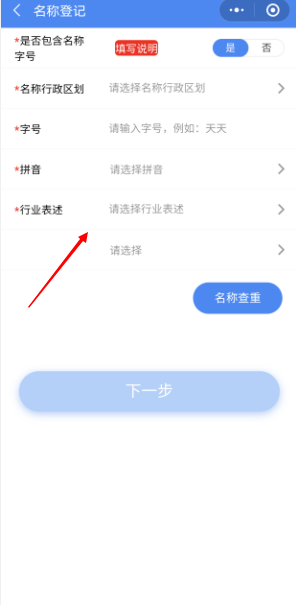 名称登记
*是否包含名称 填写说明 是 否
字号
*名称行政区划 请选择名称行政区划
*字号 请输入字号，例如：天天
*拼音 请选择拼音
*行业表述 请选择行业表述
请选择
名称查重
下一步